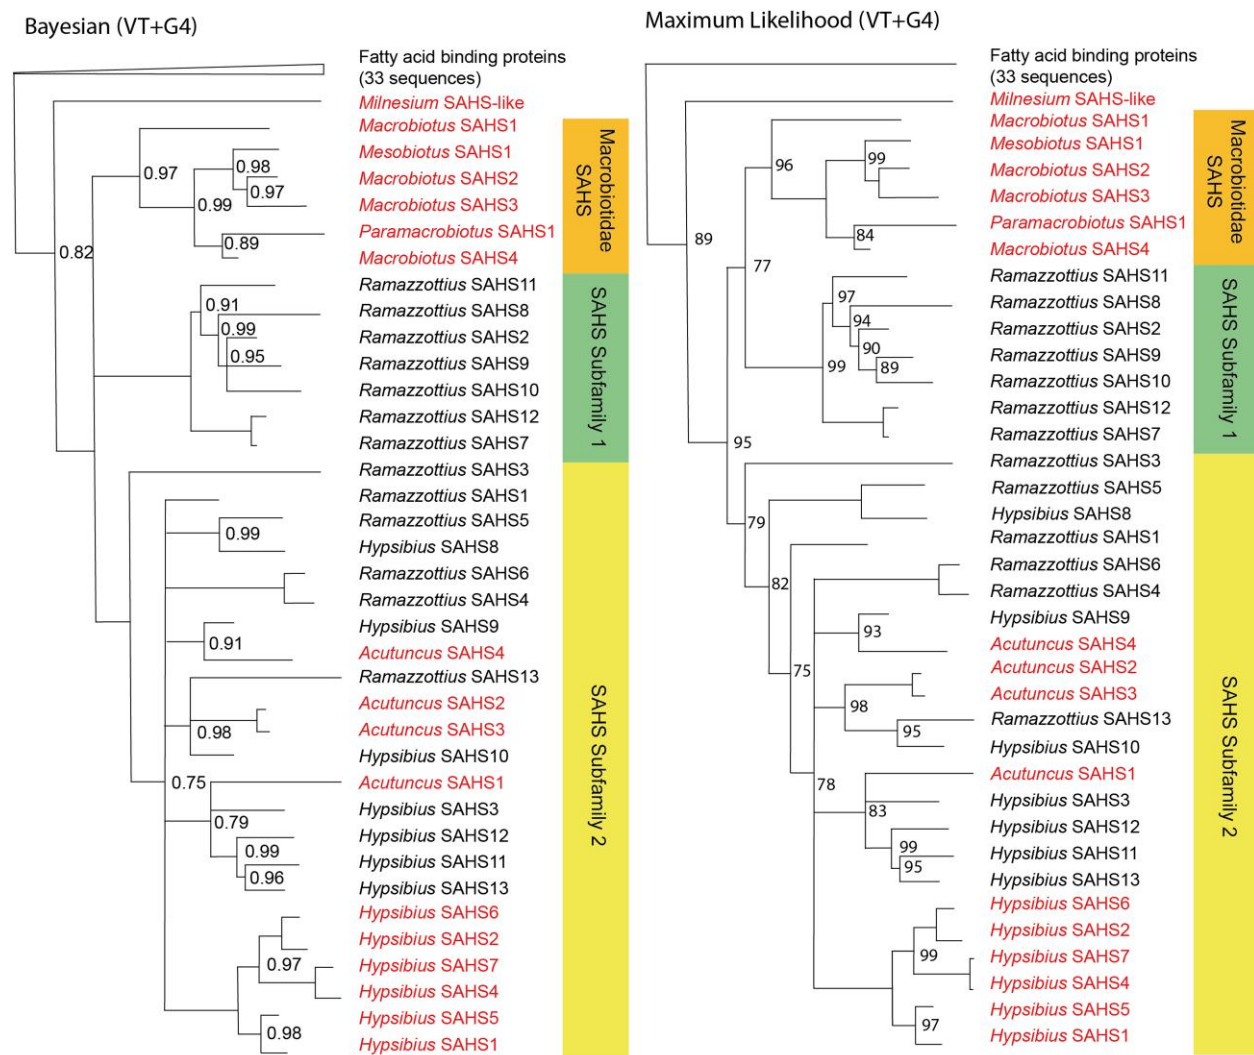 Bayesian (VT+G4)
Fatty acid binding proteins
(33 sequences)
Milnesium SAHS-like
Macrobiotus SAHS1
Mesobiotus SAHS1
Macrobiotus SAHS2
Macrobiotus SAHS3
Paramacrobiotus SAHS1
Macrobiotus SAHS4
Ramazzottius SAHS11
Ramazzottius SAHS8
Ramazzottius SAHS2
Ramazzottius SAHS9
Ramazzottius SAHS10
Ramazzottius SAHS12
Ramazzottius SAHS7
Ramazzottius SAHS3
Ramazzottius SAHS1
Ramazzottius SAHS5
Hypsibius SAHS8
Ramazzottius SAHS6
Ramazzottius SAHS4
Hypsibius SAHS9
Acutuncus SAHS4
Ramazzottius SAHS13
Acutuncus SAHS2
Acutuncus SAHS3
Hypsibius SAHS10
Acutuncus SAHS1
Hypsibius SAHS3
Hypsibius SAHS12
Hypsibius SAHS11
Hypsibius SAHS13
Hypsibius SAHS6
Hypsibius SAHS2
Hypsibius SAHS7
Hypsibius SAHS4
Hypsibius SAHS5
Hypsibius SAHS1
0.98
0.97
0.97
0.99
0.89
0.82
0.91
0.99
0.95
0.99
0.91
0.98
0.75
0.79
0.99
0.96
0.97
0.98
Macrobiotidae
SAHS
SAHS Subfamily 1
SAHS Subfamily 2
Maximum Likelihood (VT+G4)
Fatty acid binding proteins
(33 sequences)
Milnesium SAHS-like
Macrobiotus SAHS1
Mesobiotus SAHS1
Macrobiotus SAHS2
Macrobiotus SAHS3
Paramacrobiotus SAHS1
Macrobiotus SAHS4
Ramazzottius SAHS11
Ramazzottius SAHS8
Ramazzottius SAHS2
Ramazzottius SAHS9
Ramazzottius SAHS10
Ramazzottius SAHS12
Ramazzottius SAHS7
Ramazzottius SAHS3
Ramazzottius SAHS5
Hypsibius SAHS8
Ramazzottius SAHS1
Ramazzottius SAHS6
Ramazzottius SAHS4
Hypsibius SAHS9
Acutuncus SAHS4
Acutuncus SAHS2
Acutuncus SAHS3
Ramazzottius SAHS13
Hypsibius SAHS10
Acutuncus SAHS1
Hypsibius SAHS3
Hypsibius SAHS12
Hypsibius SAHS11
Hypsibius SAHS13
Hypsibius SAHS6
Hypsibius SAHS2
Hypsibius SAHS7
Hypsibius SAHS4
Hypsibius SAHS5
Hypsibius SAHS1
99
96
84
89
77
97
94
90
99
89
95
79
82
93
75
98
95
78
83
99
95
99
97
Macrobiotidae
SAHS
SAHS Subfamily 1
SAHS Subfamily 2